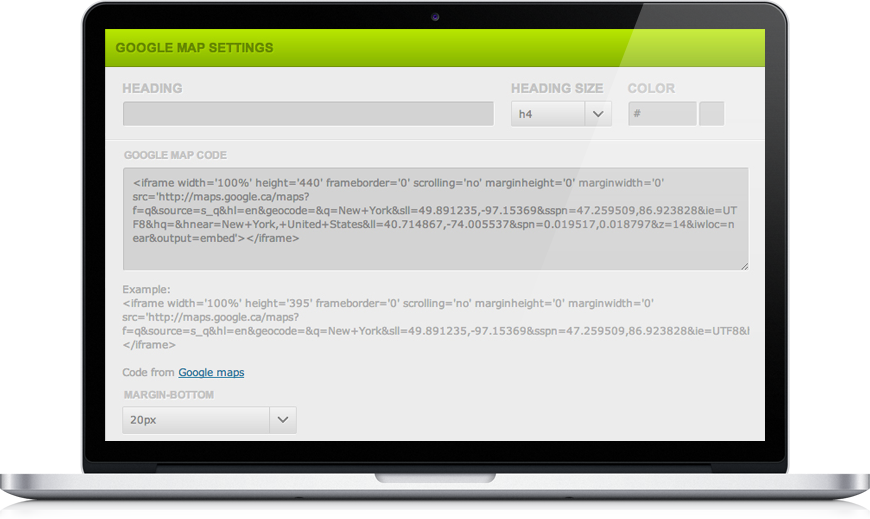 GOOGLE MAP SETTINGS
HEADING HEADING SIZE COLOR
h4 #
GOOGLE MAP CODE
<iframe width='100%' height='440' frameborder='0' scrolling='no' marginheight='0' marginwidth='0'
src='http://maps.google.ca/maps?
f=q&source=s_q&hl=en&geocode=&q=New+York&sll=49.891235,-97.15369&sspn=47.259509,86.923828&ie=UT
F8&hq=&hnear=New+York,+United+States&ll=40.714867,-74.005537&spn=0.019517,0.018797&z=14&iwloc=n
ear&output=embed'></iframe>
Example:
<iframe width='100%' height='395' frameborder='0' scrolling='no' marginheight='0' marginwidth='0'
src='http://maps.google.ca/maps?
f=q&source=s_q&hl=en&geocode=&q=New+York&sll=49.891235,-97.15369&sspn=47.259509,86.923828&ie=UTF8&h
</iframe>
Code from Google maps
MARGIN-BOTTOM
20px